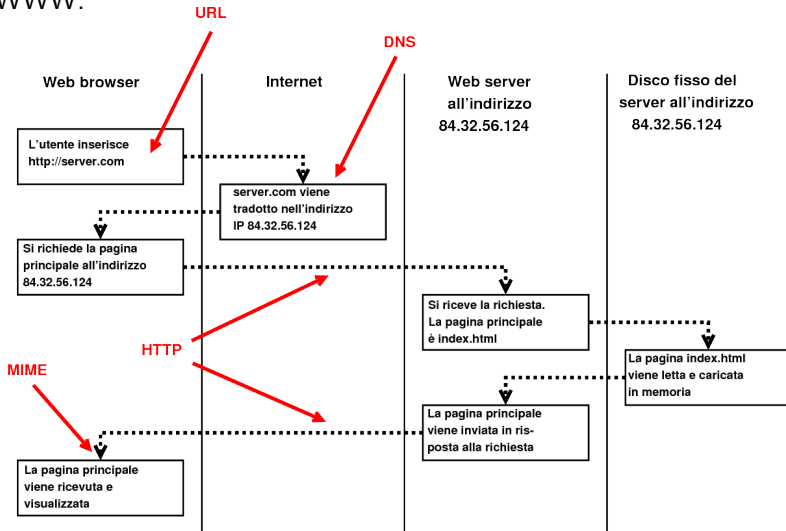 WWW.
URL
DNS
Web browser
Internet
Web server
all'indirizzo
84.32.56.124
Disco fisso del
server all'indirizzo
84.32.56.124
L'utente inserisce
http://server.com
server.com viene
tradotto nell'indirizzo
IP 84.32.56.124
Si richiede la pagina
principale all'indirizzo
84.32.56.124
Si riceve la richiesta.
La pagina principale
è index.html
HTTP
La pagina index.html
viene letta e caricata
in memoria
MIME
La pagina principale
viene inviata in ris-
posta alla richiesta
La pagina principale
viene ricevuta e
visualizzata